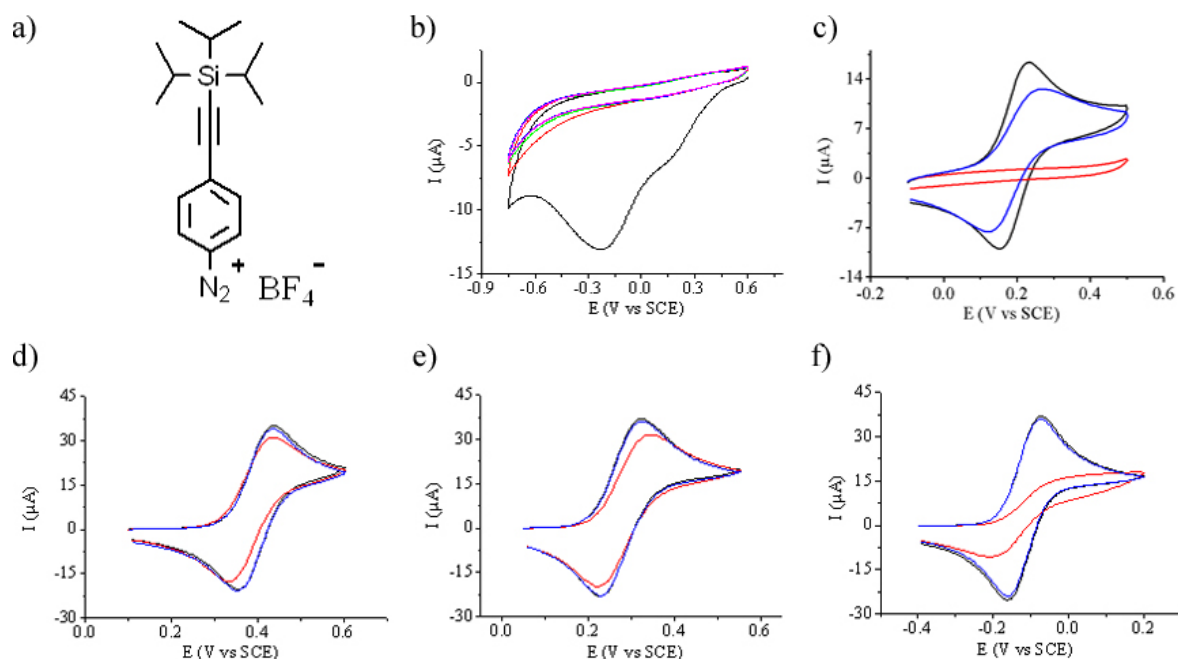 a)
Si
N₂⁺ BF₄⁻
b)
I (μA)
0
-5
-10
-15
-0.9 -0.6 -0.3 0.0 0.3 0.6
E (V vs SCE)
c)
I (μA)
14
7
0
-7
-14
-0.2 0.0 0.2 0.4 0.6
E (V vs SCE)
d)
I (μA)
45
30
15
0
-15
-30
0.0 0.2 0.4 0.6
E (V vs SCE)
e)
I (μA)
45
30
15
0
-15
-30
0.0 0.2 0.4 0.6
E (V vs SCE)
f)
I (μA)
45
30
15
0
-15
-30
-0.4 -0.2 0.0 0.2
E (V vs SCE)